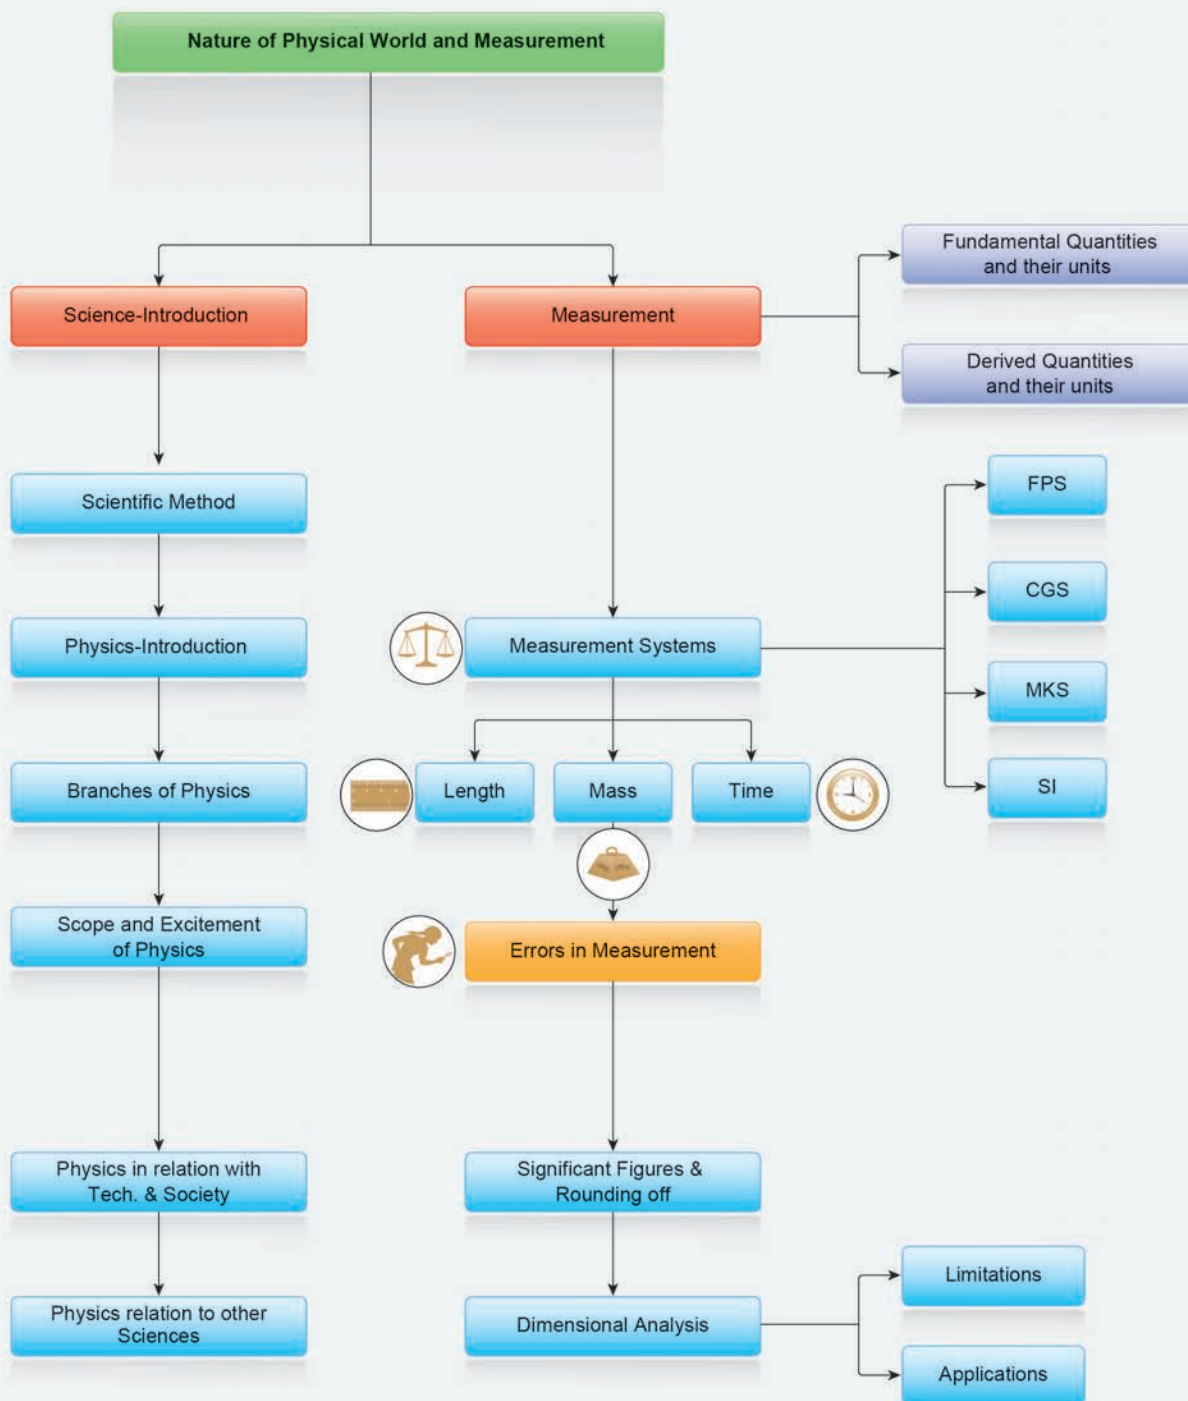 Nature of Physical World and Measurement
Science-Introduction
Measurement
Fundamental Quantities
and their units
Derived Quantities
and their units
Scientific Method
Physics-Introduction
Branches of Physics
Scope and Excitement
of Physics
Physics in relation with
Tech. & Society
Physics relation to other
Sciences
Measurement Systems
FPS
CGS
MKS
SI
Length
Mass
Time
Errors in Measurement
Significant Figures &
Rounding off
Dimensional Analysis
Limitations
Applications